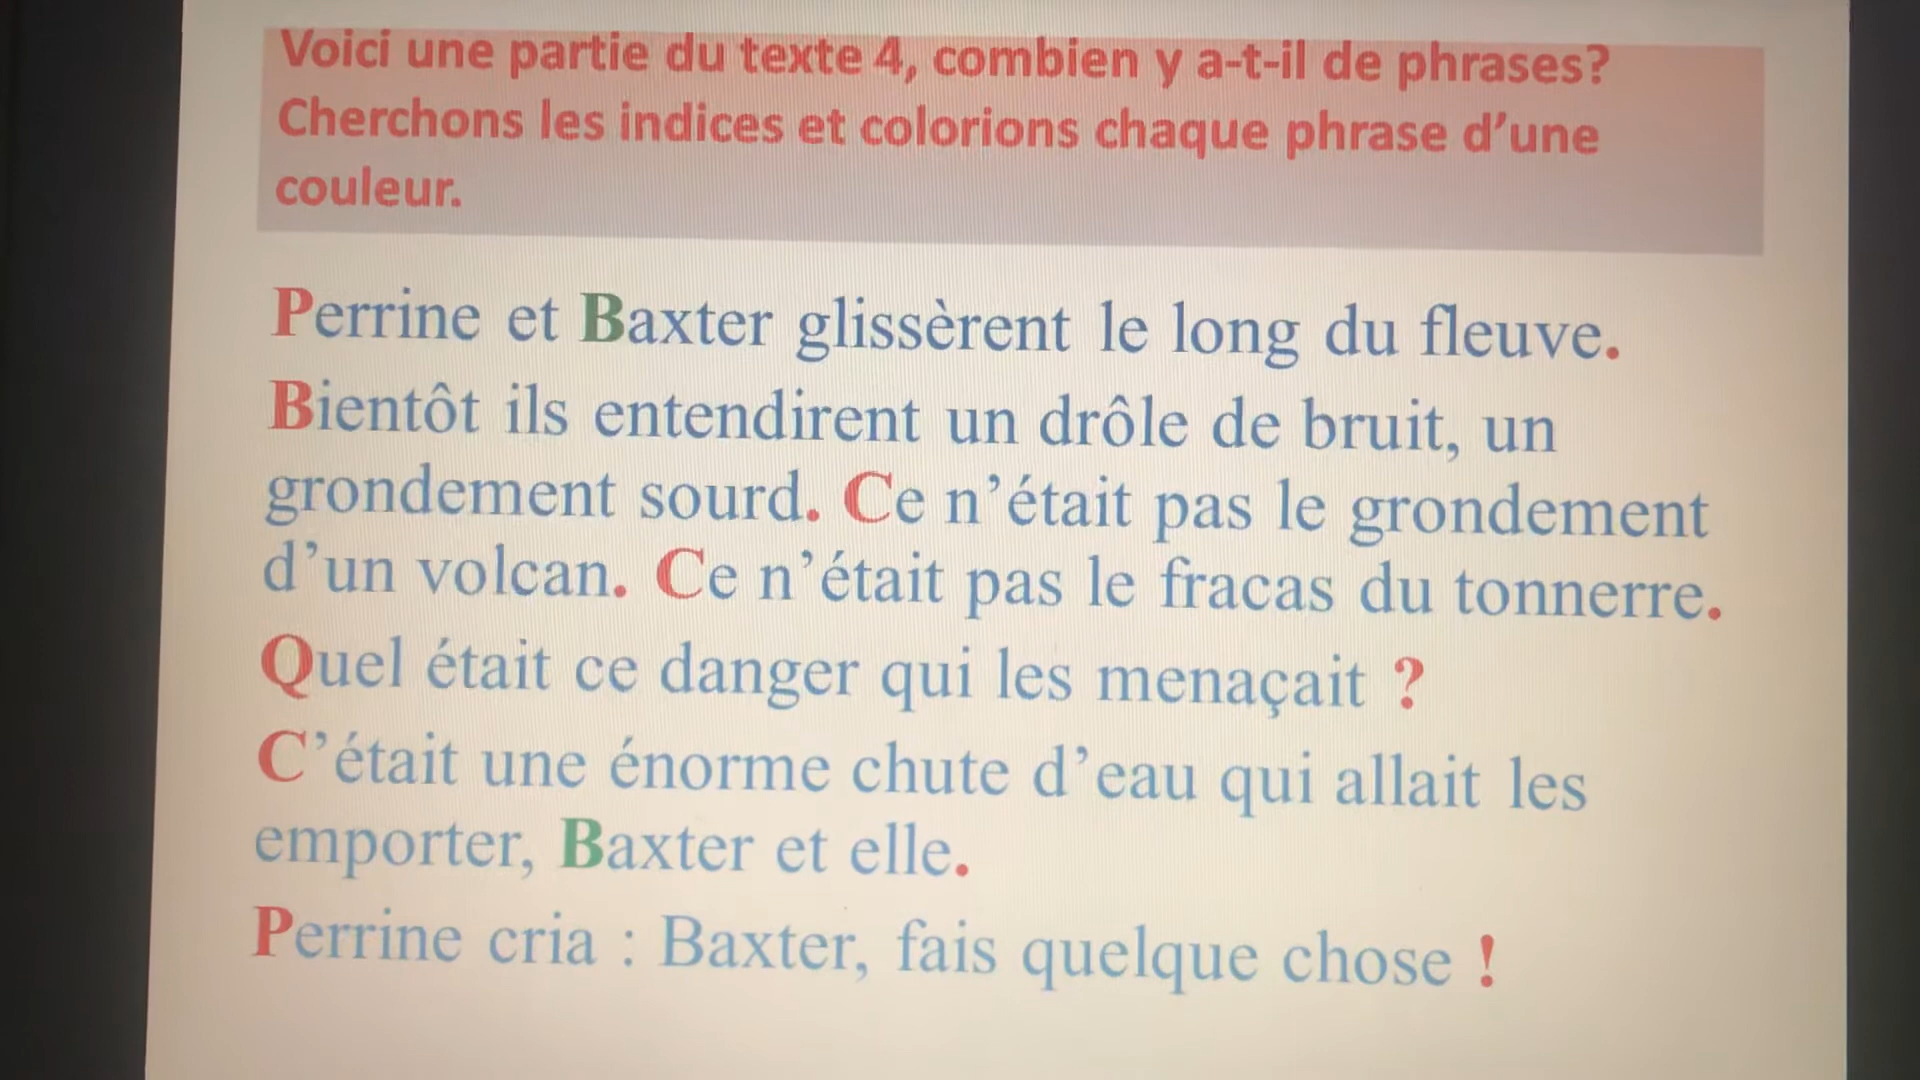 Voici une partie du texte 4, combien y a-t-il de phrases?
Cherchons les indices et colorions chaque phrase d’une
couleur.
Perrine et Baxter glissèrent le long du fleuve.
Bientôt ils entendirent un drôle de bruit, un
grondement sourd. Ce n’était pas le grondement
d’un volcan. Ce n’était pas le fracas du tonnerre.
Quel était ce danger qui les menaçait ?
C’était une énorme chute d’eau qui allait les
emporter, Baxter et elle.
Perrine cria : Baxter, fais quelque chose !